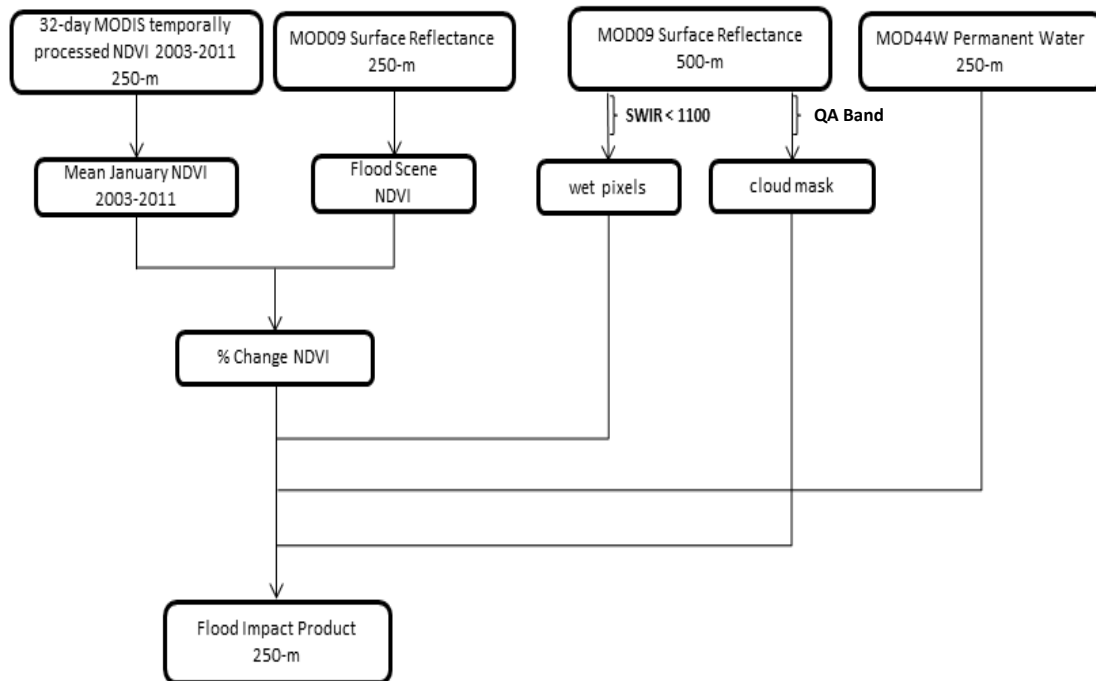 32-day MODIS temporally
processed NDVI 2003-2011
250-m
MOD09 Surface Reflectance
250-m
MOD09 Surface Reflectance
500-m
MOD44W Permanent Water
250-m
SWIR < 1100
QA Band
Mean January NDVI
2003-2011
Flood Scene
NDVI
wet pixels
cloud mask
% Change NDVI
Flood Impact Product
250-m